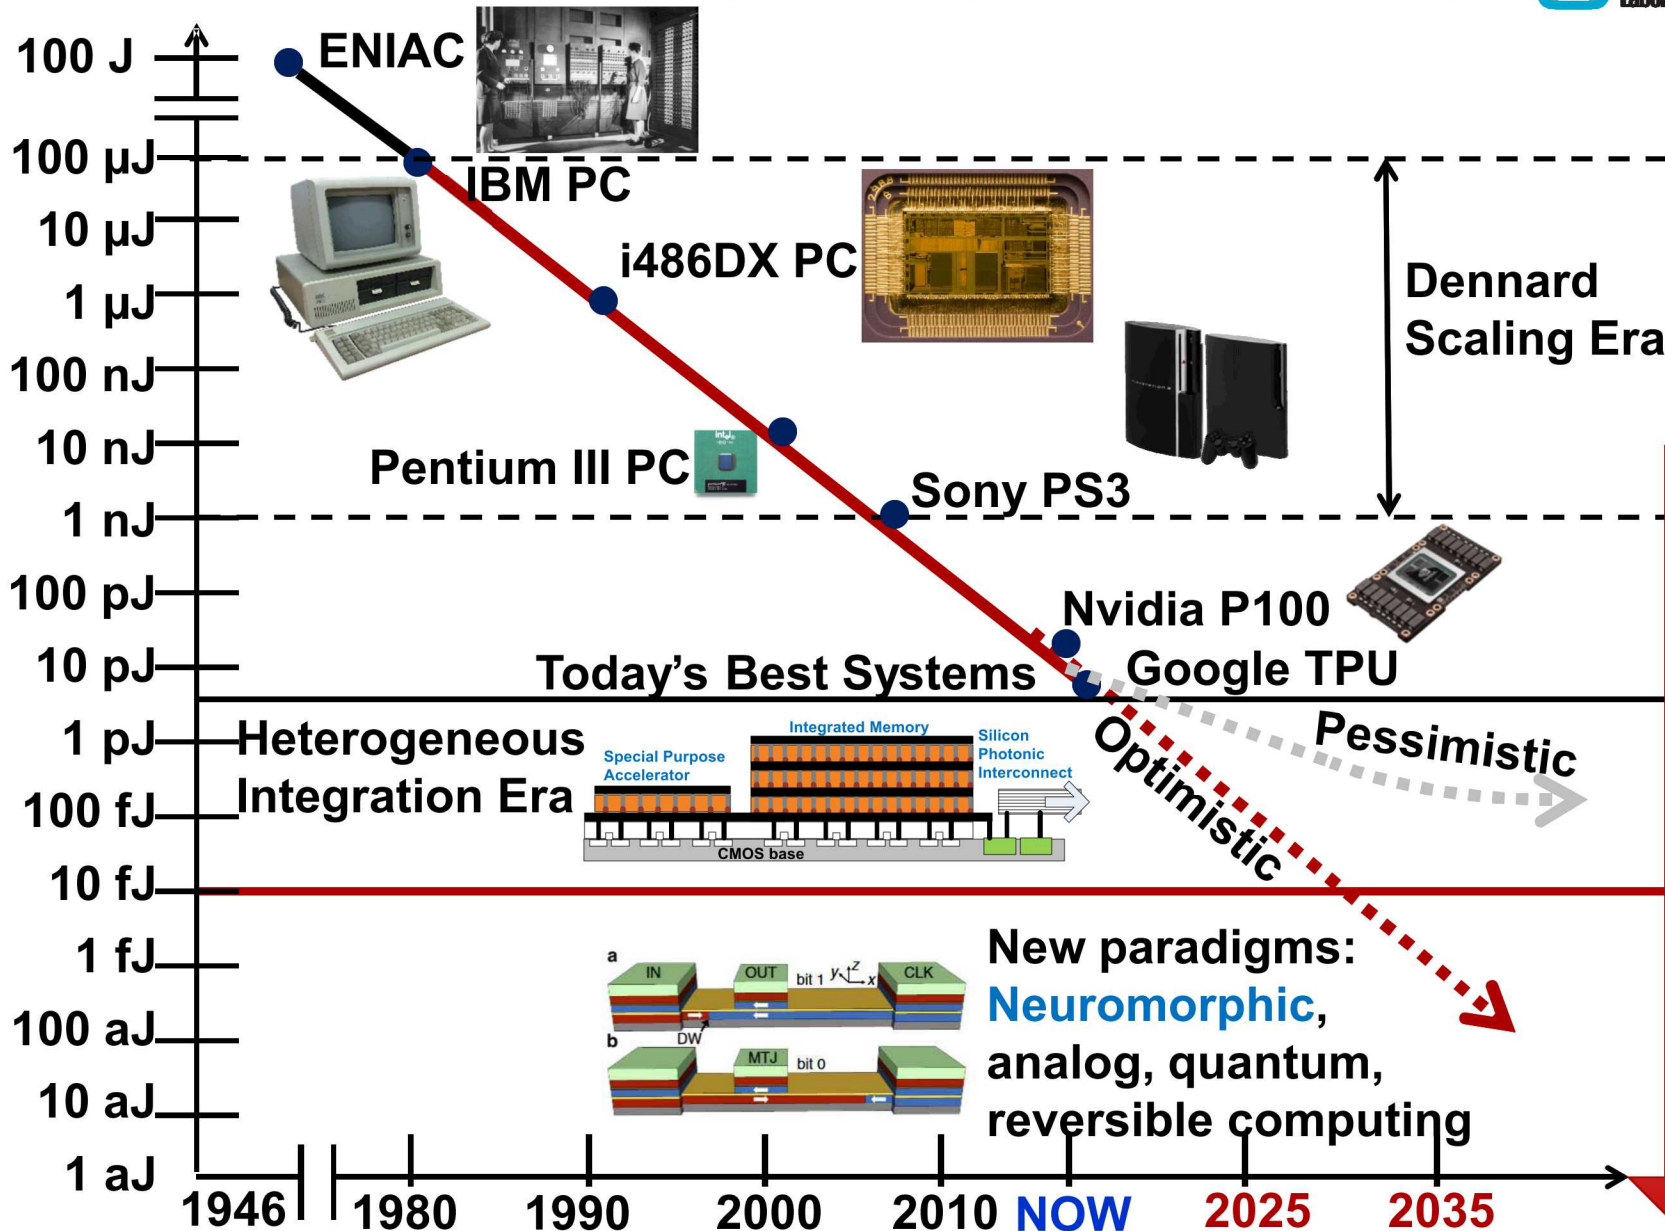 100 J
ENIAC
100 µJ
IBM PC
10 µJ
i486DX PC
1 µJ
Dennard
Scaling Era
100 nJ
10 nJ
Pentium III PC
intel
Sony PS3
1 nJ
100 pJ
Nvidia P100
10 pJ
Today's Best Systems
Google TPU
Pessimistic
Optimistic
1 pJ
Heterogeneous
Integration Era
Special Purpose
Accelerator
Integrated Memory
Silicon
Photonic
Interconnect
100 fJ
CMOS base
10 fJ
1 fJ
a
IN
OUT
bit 1
y
z
x
CLK
DW
New paradigms:
Neuromorphic,
analog, quantum,
reversible computing
100 aJ
b
MTJ
bit 0
10 aJ
1 aJ
1946 1980 1990 2000 2010 NOW 2025 2035